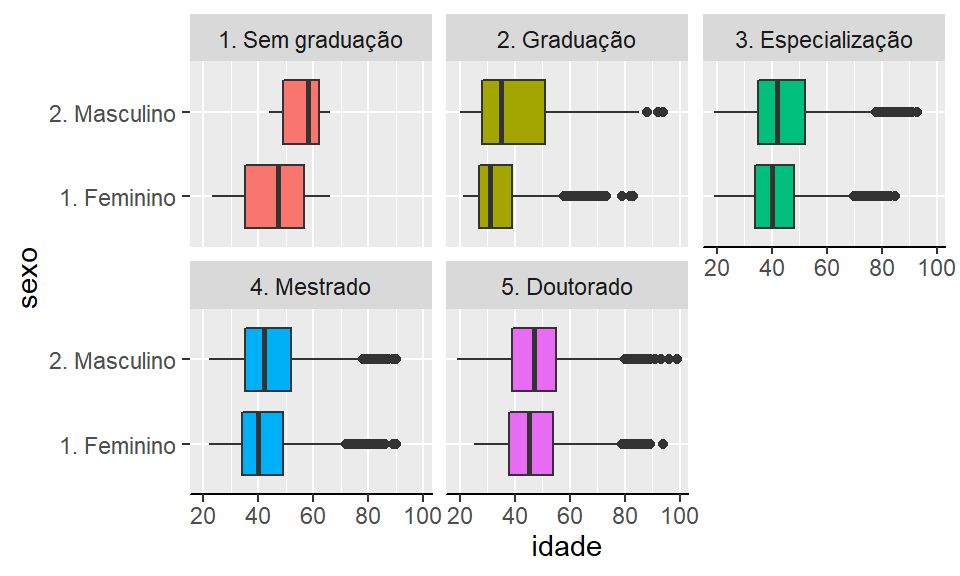 1. Sem graduação
2. Graduação
3. Especialização
2. Masculino
1. Feminino
20 40 60 80 100
4. Mestrado
5. Doutorado
2. Masculino
1. Feminino
20 40 60 80 100
20 40 60 80 100
idade
sexo